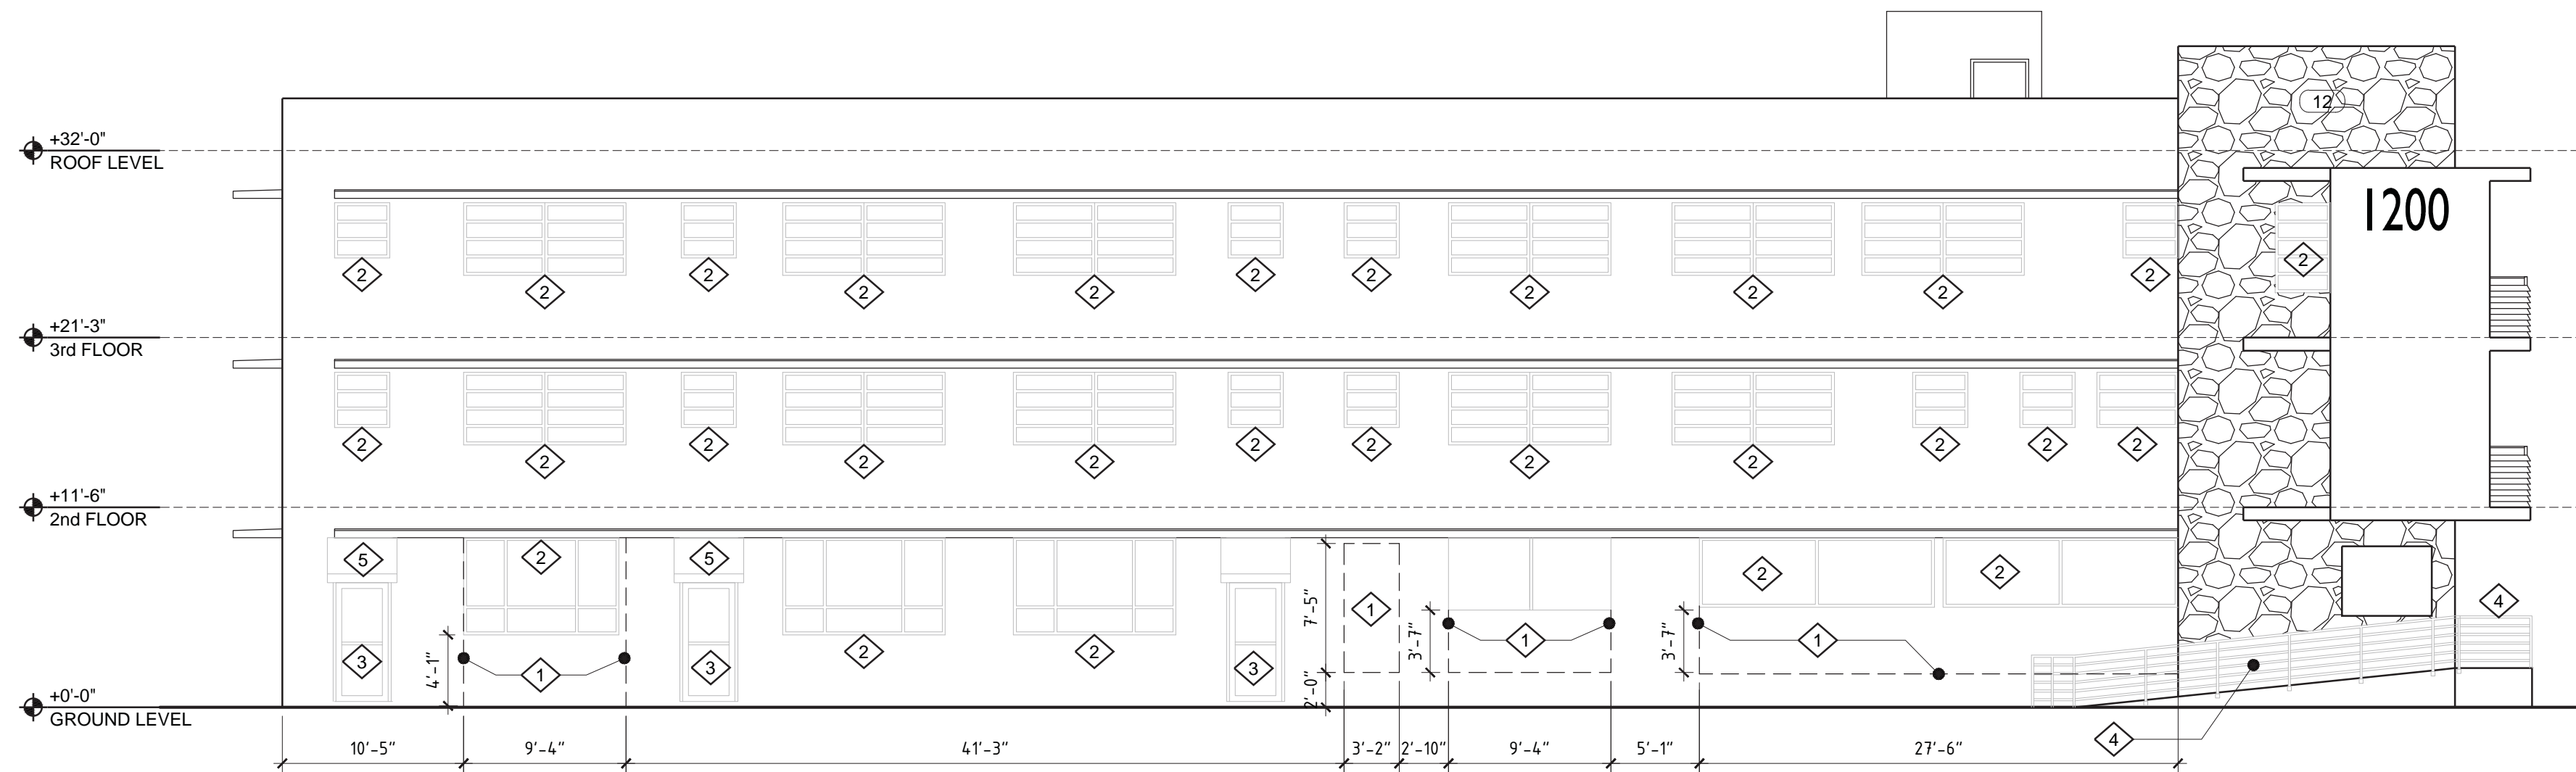 12
+32'-0"
ROOF LEVEL
1200
2
2 2 2 2 2 2 2 2 2 2 2
+21'-3"
3rd FLOOR
2 2 2 2 2 2 2 2 2 2 2 2
+11'-6"
2nd FLOOR
5 2 5 2 2
7'-5" 1 4
3'-7" 1 3'-7" 1
3 4'-1" 1 3 2 2 3
2'-0"
+0'-0"
GROUND LEVEL
4
10'-5" 9'-4" 41'-3" 3'-2" 2'-10" 9'-4" 5'-1" 27'-6"